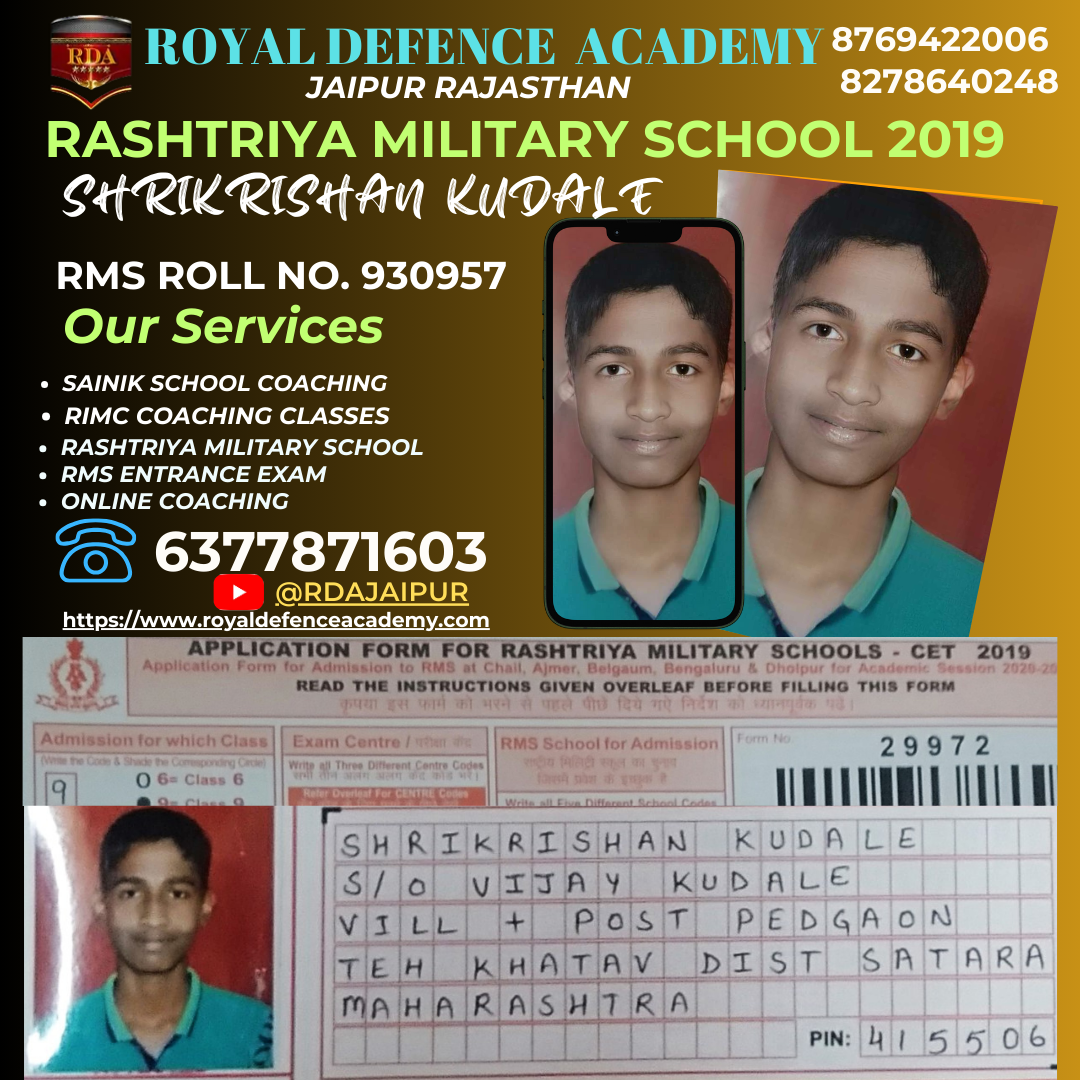 RDA
ROYAL DEFENCE ACADEMY
8769422006
JAIPUR RAJASTHAN
8278640248
RASHTRIYA MILITARY SCHOOL 2019
SHRIKRISHAN KUDALE
RMS ROLL NO. 930957
Our Services
• SAINIK SCHOOL COACHING
• RIMC COACHING CLASSES
• RASHTRIYA MILITARY SCHOOL
• RMS ENTRANCE EXAM
• ONLINE COACHING
6377871603
@RDAJAIPUR
https://www.royaldefenceacademy.com
APPLICATION FORM FOR RASHTRIYA MILITARY SCHOOLS - CET 2019
Application Form for Admission to RMS at Chail, Ajmer, Belgaum, Bengaluru & Dholpur for Academic Session 2020-2
READ THE INSTRUCTIONS GIVEN OVERLEAF BEFORE FILLING THIS FORM
कृपया इस फार्म को भरने से पहले पीछे दिये गए निर्देश को ध्यानपूर्वक पढें।
Admission for which Class
(Write the Code & Shade the Corresponding Circle)
9
6= Class 6
9= Class 9
Exam Centre / परीक्षा केंद्र
Write all Three Different Centre Codes
सभी तीन अलग अलग केंद्र कोड भरें।
Refer Overleaf For CENTRE Codes
RMS School for Admission
राष्ट्रीय मिलिट्री स्कूल का चुनाव
जिसमें प्रवेश के इच्छुक है
Write all Five Different School Codes
Form No.
29972
SHRIKRISHAN KUDALE
S/O VIJAY KUDALE
VILL + POST PEDGAON
TEH KHATAV DIST SATARA
MAHARASHTRA
PIN: 415506